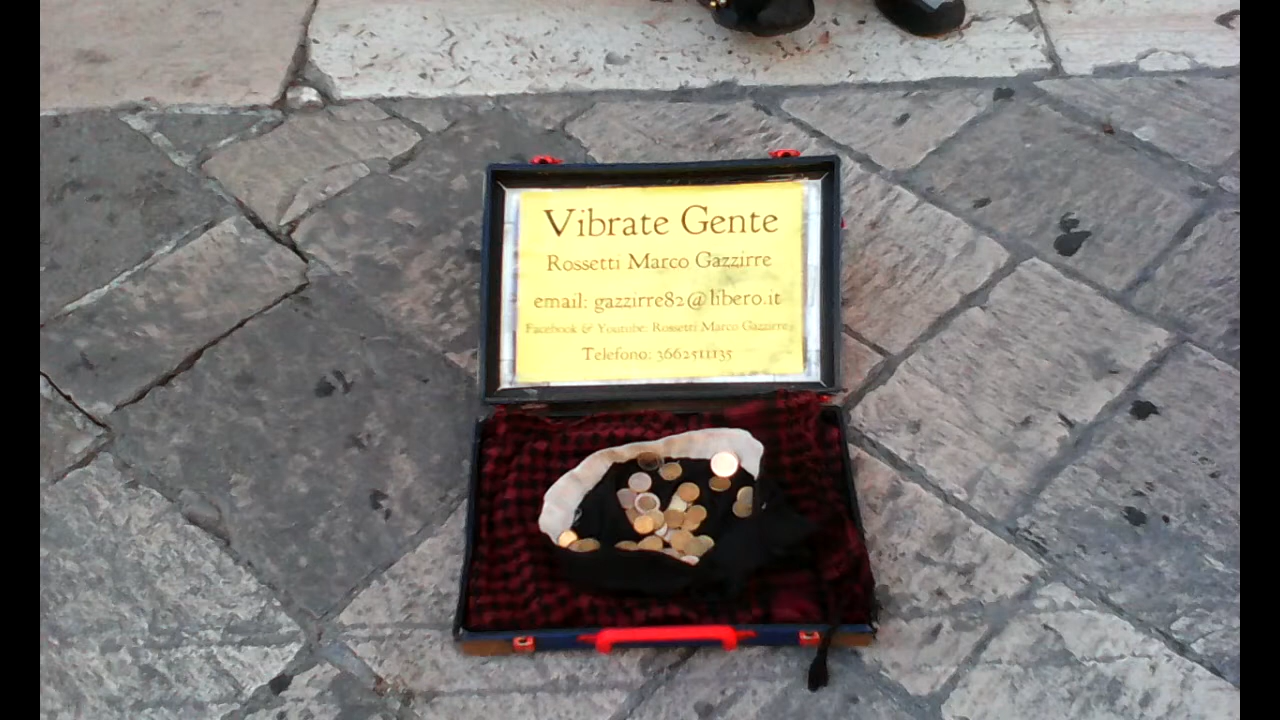 Vibrate Gente
Rossetti Marco Gazzirre
email: gazzirre82@libero.it
Facebook & Youtube: Rossetti Marco Gazzirre
Telefono: 3662511135